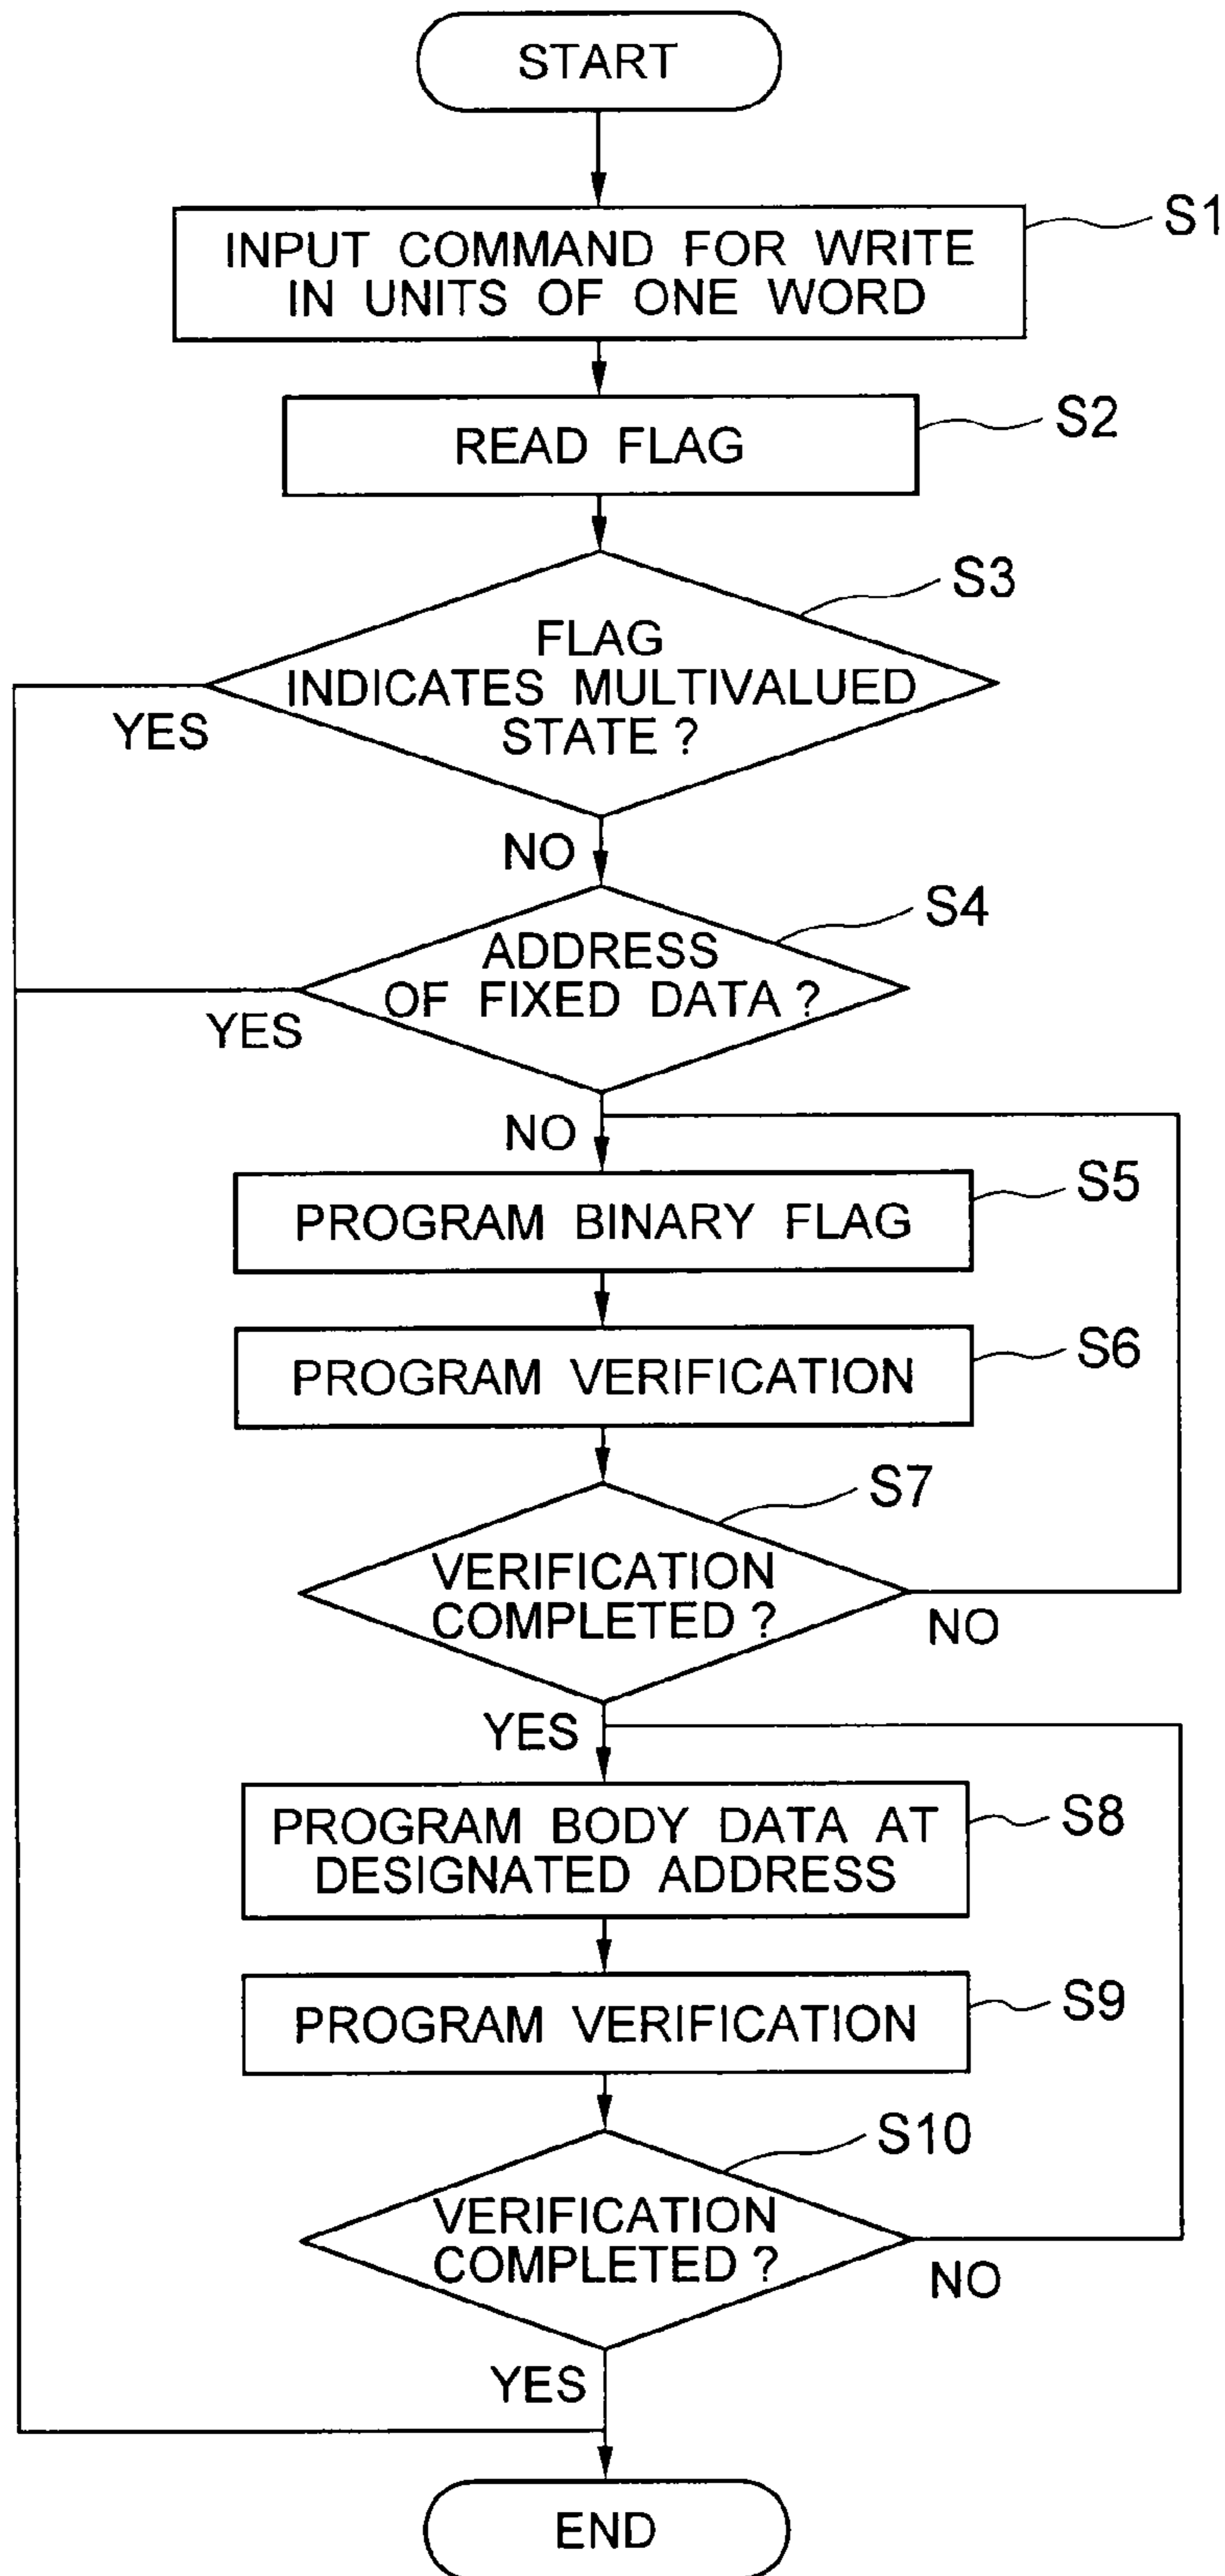 START
S1
INPUT COMMAND FOR WRITE
IN UNITS OF ONE WORD
S2
READ FLAG
S3
FLAG
INDICATES MULTIVALUED
STATE ?
YES
NO
S4
ADDRESS
OF FIXED DATA ?
YES
NO
S5
PROGRAM BINARY FLAG
S6
PROGRAM VERIFICATION
S7
VERIFICATION
COMPLETED ?
NO
YES
S8
PROGRAM BODY DATA AT
DESIGNATED ADDRESS
S9
PROGRAM VERIFICATION
S10
VERIFICATION
COMPLETED ?
NO
YES
END